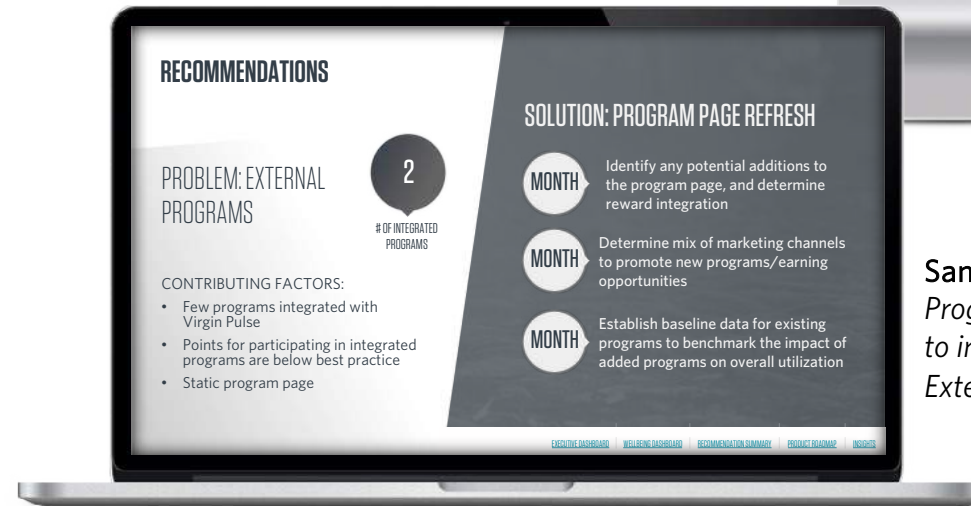 RECOMMENDATIONS
PROBLEM: EXTERNAL
PROGRAMS
2
# OF INTEGRATED
PROGRAMS
CONTRIBUTING FACTORS:
• Few programs integrated with
Virgin Pulse
• Points for participating in integrated
programs are below best practice
• Static program page
SOLUTION: PROGRAM PAGE REFRESH
MONTH
Identify any potential additions to
the program page, and determine
reward integration
MONTH
Determine mix of marketing channels
to promote new programs/earning
opportunities
MONTH
Establish baseline data for existing
programs to benchmark the impact of
added programs on overall utilization
EXECUTIVE DASHBOARD | WELLBEING DASHBOARD | RECOMMENDATION SUMMARY | PRODUCT ROADMAP | INSIGHTS
to